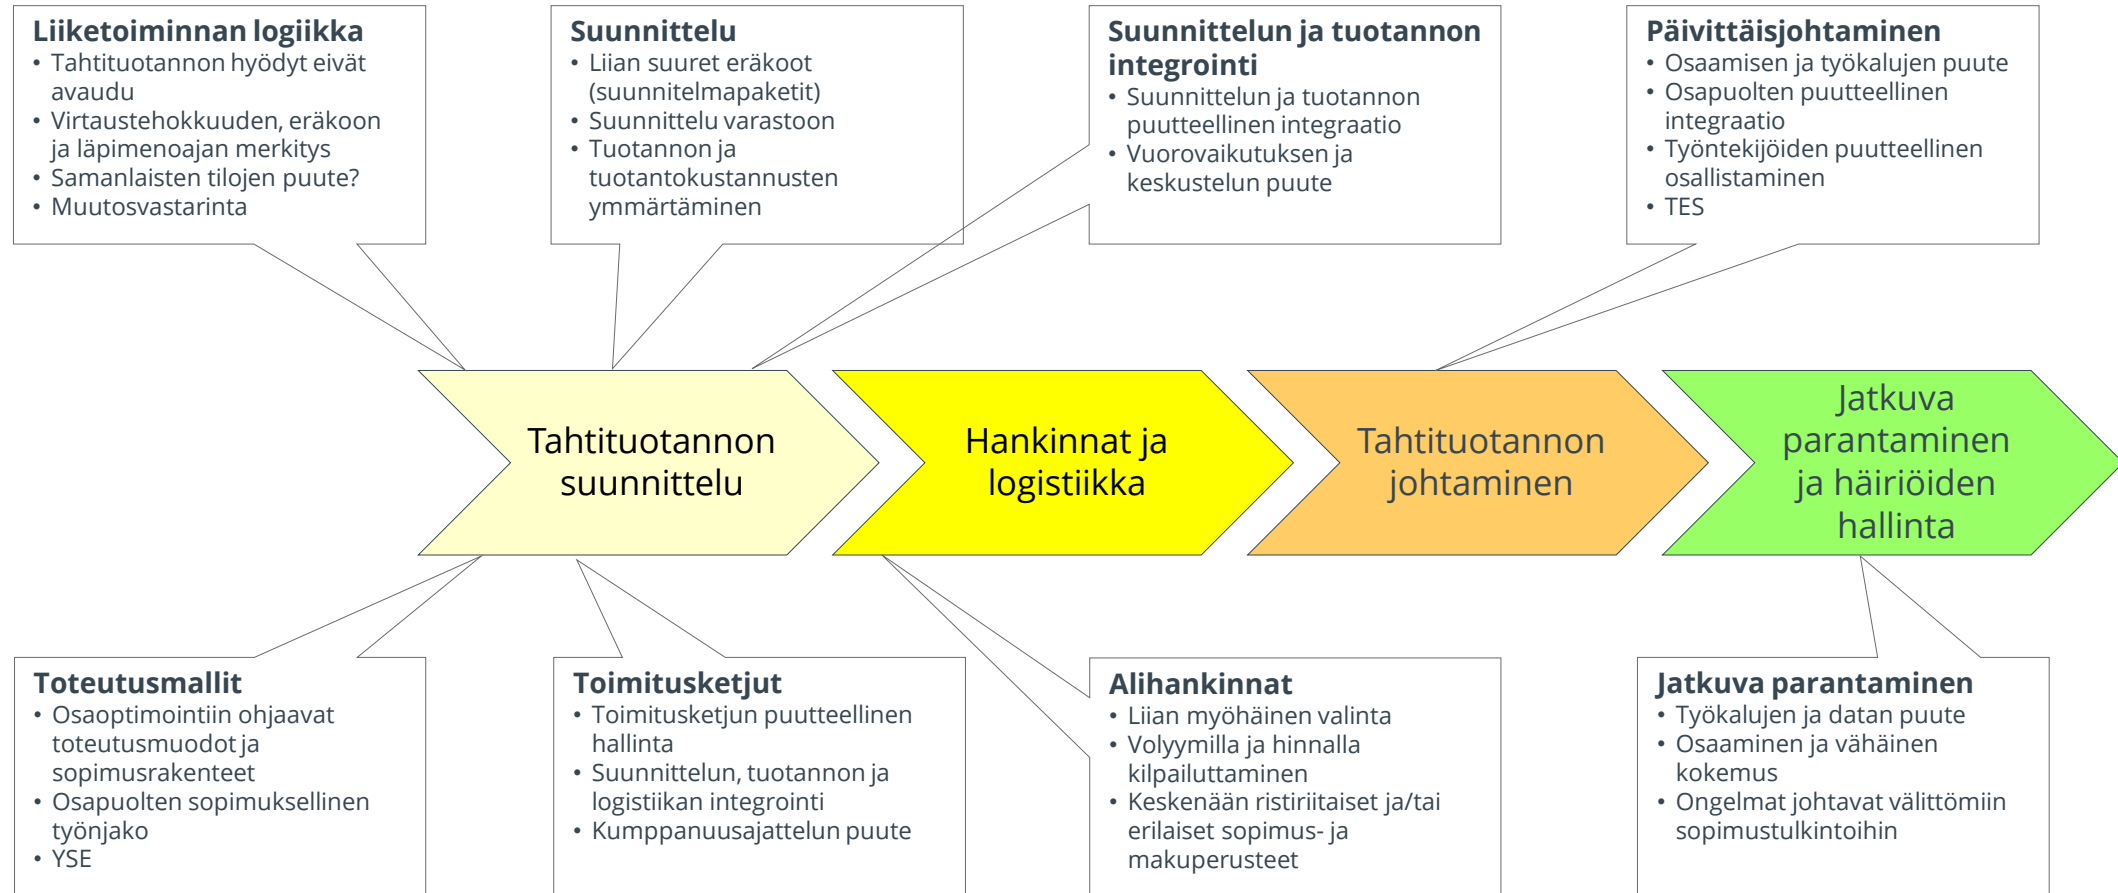 Liiketoiminnan logiikka
• Tahtituotannon hyödyt eivät
avaudu
• Virtaustehokkuuden, eräkoon
ja läpimenoajan merkitys
• Samanlaisten tilojen puute?
• Muutosvastarinta
Suunnittelu
• Liian suuret eräkoot
(suunnitelmapaketit)
• Suunnittelu varastoon
• Tuotannon ja
tuotantokustannusten
ymmärtäminen
Suunnittelun ja tuotannon
integrointi
• Suunnittelun ja tuotannon
puutteellinen integraatio
• Vuorovaikutuksen ja
keskustelun puute
Päivittäisjohtaminen
• Osaamisen ja työkalujen puute
• Osapuolten puutteellinen
integraatio
• Työntekijöiden puutteellinen
osallistaminen
• TES
Tahtituotannon
suunnittelu
Hankinnat ja
logistiikka
Tahtituotannon
johtaminen
Jatkuva
parantaminen
ja häiriöiden
hallinta
Toteutusmallit
• Osaoptimointiin ohjaavat
toteutusmuodot ja
sopimusrakenteet
• Osapuolten sopimuksellinen
työnjako
• YSE
Toimitusketjut
• Toimitusketjun puutteellinen
hallinta
• Suunnittelun, tuotannon ja
logistiikan integrointi
• Kumppanuusajattelun puute
Alihankinnat
• Liian myöhäinen valinta
• Volyymilla ja hinnalla
kilpailuttaminen
• Keskenään ristiriitaiset ja/tai
erilaiset sopimus- ja
makuperusteet
Jatkuva parantaminen
• Työkalujen ja datan puute
• Osaaminen ja vähäinen
kokemus
• Ongelmat johtavat välittömiin
sopimustulkintoihin